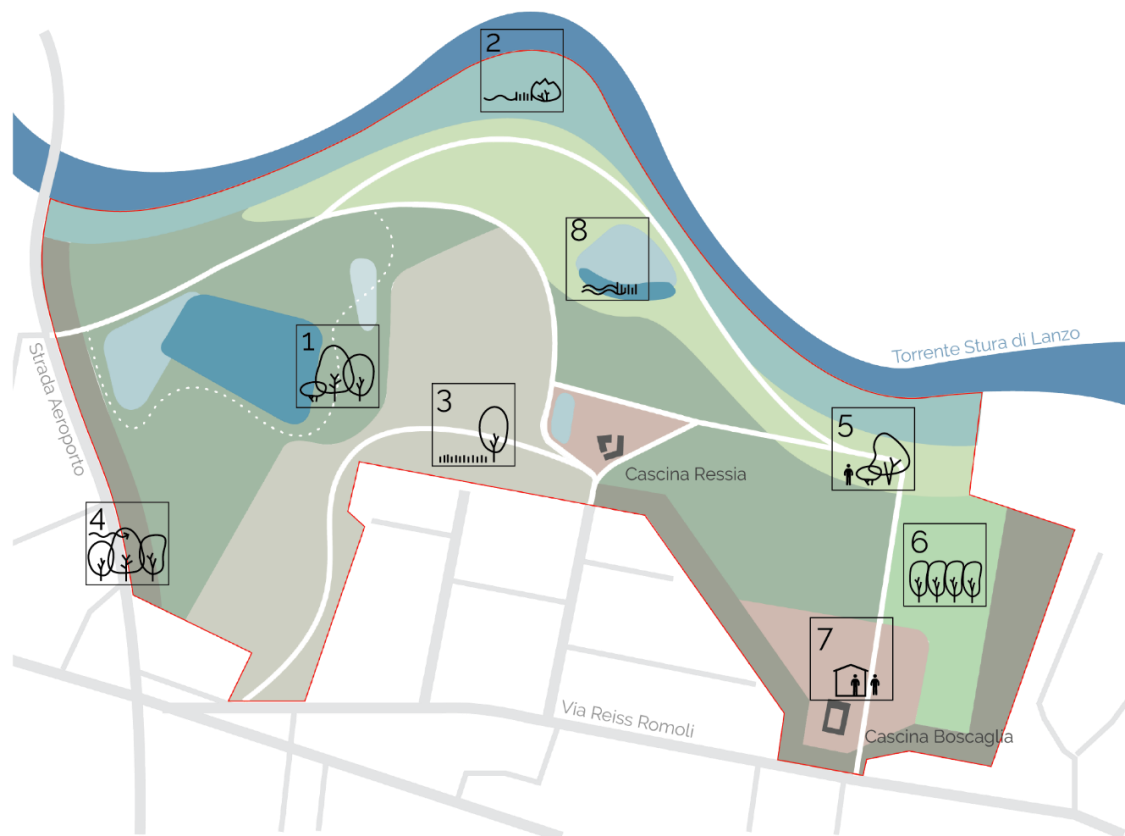 2
8
Torrente Stura di Lanzo
Strada Aeroporto
1
3
5
Cascina Ressia
4
6
7
Via Reiss Romoli
Cascina Boscaglia